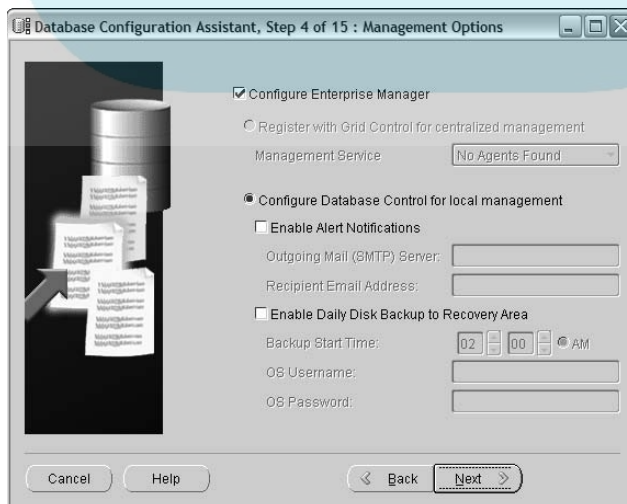 Database Configuration Assistant, Step 4 of 15 : Management Options
Configure Enterprise Manager
Register with Grid Control for centralized management
Management Service No Agents Found
Configure Database Control for local management
Enable Alert Notifications
Outgoing Mail (SMTP) Server:
Recipient Email Address:
Enable Daily Disk Backup to Recovery Area
Backup Start Time: 02 00 AM
OS Username:
OS Password:
Cancel Help Back Next